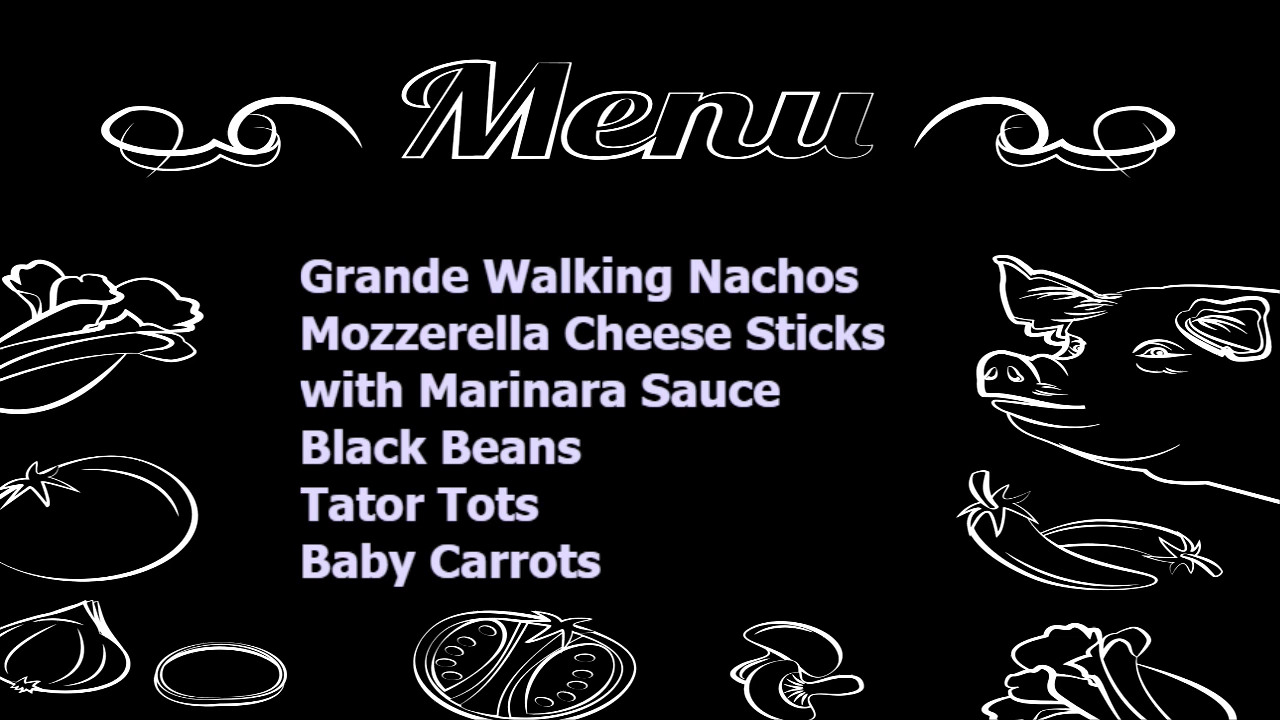 Menu
Grande Walking Nachos
Mozzerella Cheese Sticks
with Marinara Sauce
Black Beans
Tator Tots
Baby Carrots